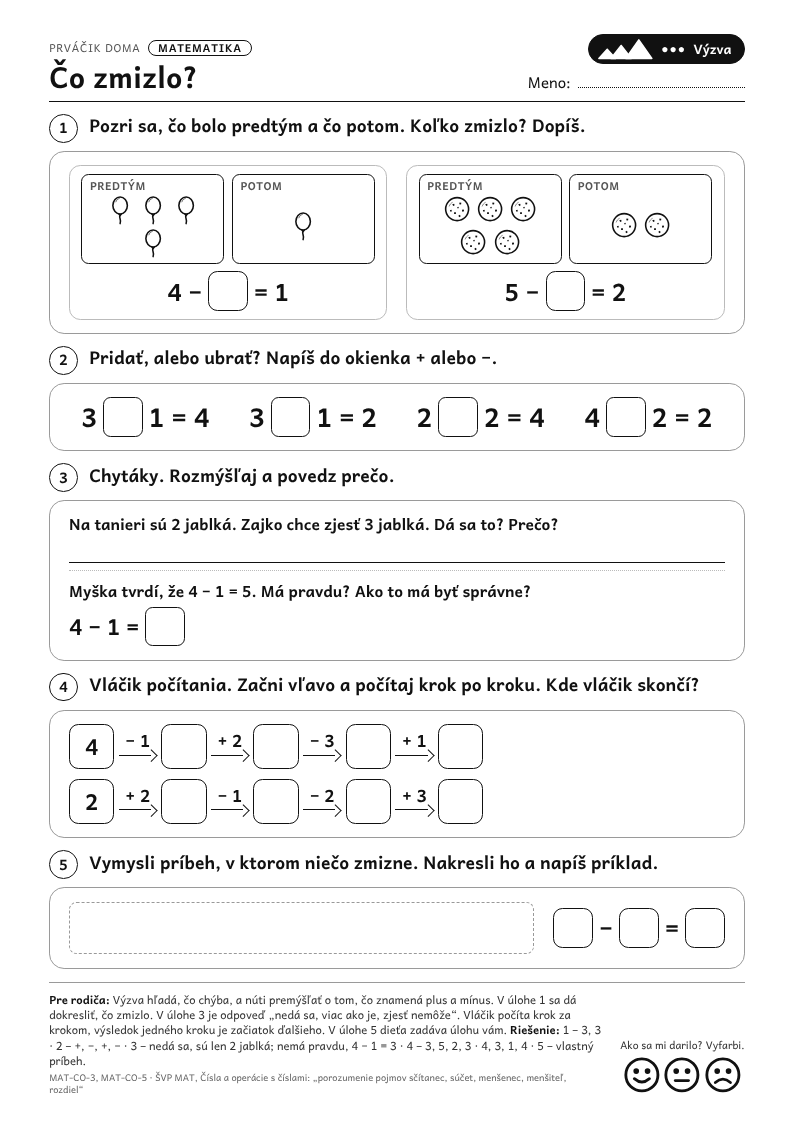 PRVÁČIK DOMA MATEMATIKA
Výzva
Čo zmizlo?
Meno:
1 Pozri sa, čo bolo predtým a čo potom. Koľko zmizlo? Dopíš.
PREDTÝM POTOM PREDTÝM POTOM
4 − = 1 5 − = 2
2 Pridať, alebo ubrať? Napíš do okienka + alebo −.
3 1 = 4 3 1 = 2 2 2 = 4 4 2 = 2
3 Chytáky. Rozmýšľaj a povedz prečo.
Na tanieri sú 2 jablká. Zajko chce zjesť 3 jablká. Dá sa to? Prečo?
Myška tvrdí, že 4 − 1 = 5. Má pravdu? Ako to má byť správne?
4 − 1 =
4 Vláčik počítania. Začni vľavo a počítaj krok po kroku. Kde vláčik skončí?
4 − 1 + 2 − 3 + 1
2 + 2 − 1 − 2 + 3
5 Vymysli príbeh, v ktorom niečo zmizne. Nakresli ho a napíš príklad.
− =
Pre rodiča: Výzva hľadá, čo chýba, a núti premýšľať o tom, čo znamená plus a mínus. V úlohe 1 sa dá
dokresliť, čo zmizlo. V úlohe 3 je odpoveď „nedá sa, viac ako je, zjesť nemôže“. Vláčik počíta krok za
krokom, výsledok jedného kroku je začiatok ďalšieho. V úlohe 5 dieťa zadáva úlohu vám. Riešenie: 1 – 3, 3
· 2 – +, −, +, − · 3 – nedá sa, sú len 2 jablká; nemá pravdu, 4 − 1 = 3 · 4 – 3, 5, 2, 3 · 4, 3, 1, 4 · 5 – vlastný
príbeh.
MAT-CO-3, MAT-CO-5 · ŠVP MAT, Čísla a operácie s číslami: „porozumenie pojmov sčítanec, súčet, menšenec, menšiteľ,
rozdiel“
Ako sa mi darilo? Vyfarbi.